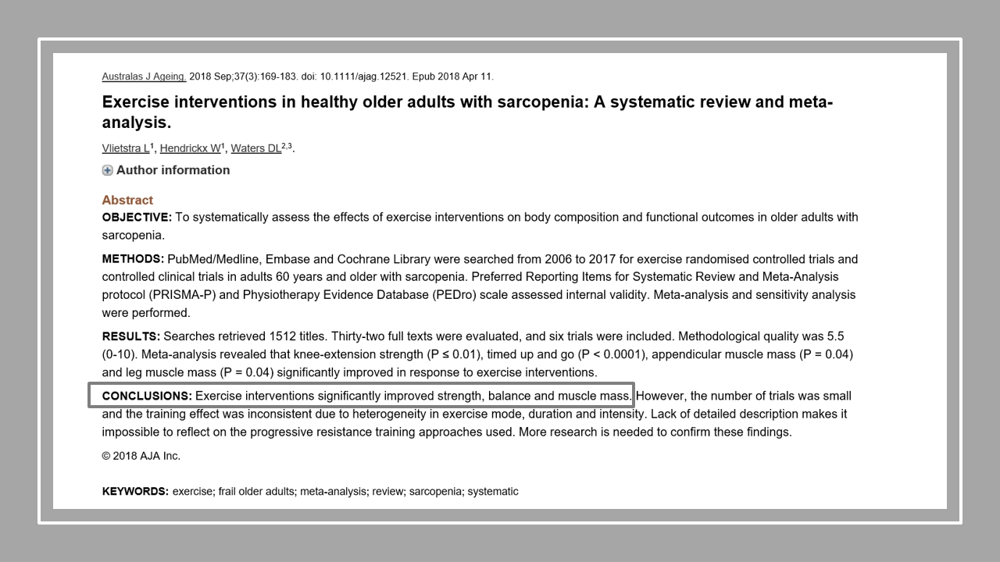 Australas J Ageing. 2018 Sep;37(3):169-183. doi: 10.1111/ajag.12521. Epub 2018 Apr 11.
Exercise interventions in healthy older adults with sarcopenia: A systematic review and meta-
analysis.
Vlietstra L1, Hendrickx W1, Waters DL2,3.
Author information
Abstract
OBJECTIVE: To systematically assess the effects of exercise interventions on body composition and functional outcomes in older adults with
sarcopenia.
METHODS: PubMed/Medline, Embase and Cochrane Library were searched from 2006 to 2017 for exercise randomised controlled trials and
controlled clinical trials in adults 60 years and older with sarcopenia. Preferred Reporting Items for Systematic Review and Meta-Analysis
protocol (PRISMA-P) and Physiotherapy Evidence Database (PEDro) scale assessed internal validity. Meta-analysis and sensitivity analysis
were performed.
RESULTS: Searches retrieved 1512 titles. Thirty-two full texts were evaluated, and six trials were included. Methodological quality was 5.5
(0-10). Meta-analysis revealed that knee-extension strength (P ≤ 0.01), timed up and go (P < 0.0001), appendicular muscle mass (P = 0.04)
and leg muscle mass (P = 0.04) significantly improved in response to exercise interventions.
CONCLUSIONS: Exercise interventions significantly improved strength, balance and muscle mass. However, the number of trials was small
and the training effect was inconsistent due to heterogeneity in exercise mode, duration and intensity. Lack of detailed description makes it
impossible to reflect on the progressive resistance training approaches used. More research is needed to confirm these findings.
© 2018 AJA Inc.
KEYWORDS: exercise; frail older adults; meta-analysis; review; sarcopenia; systematic